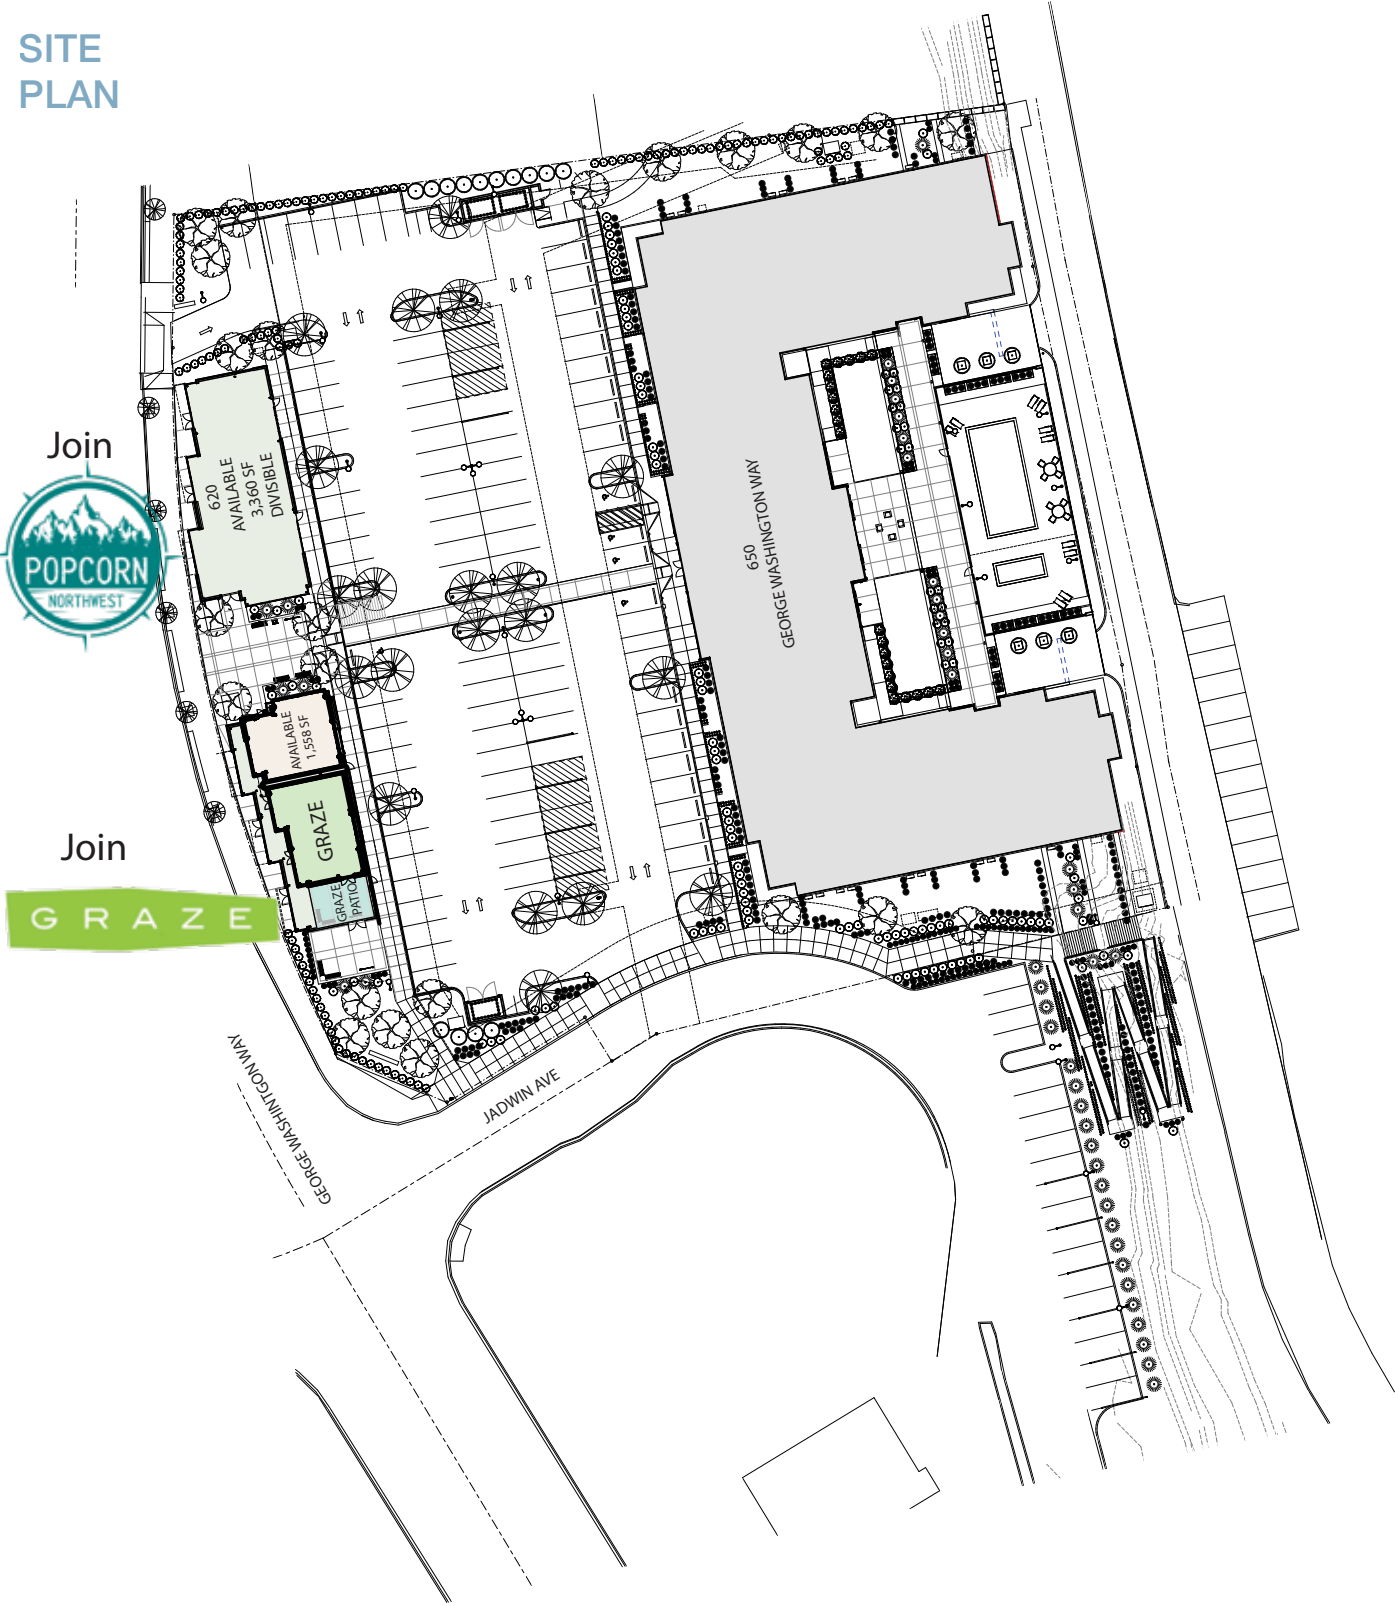 SITE
PLAN
Join
POPCORN
NORTHWEST
620
AVAILABLE
3,360 SF
DIVISIBLE
650
GEORGE WASHINGTON WAY
AVAILABLE
1,558 SF
GRAZE
Join
GRAZE
GRAZE
PATIO
GEORGE WASHINTGON WAY
JADWIN AVE